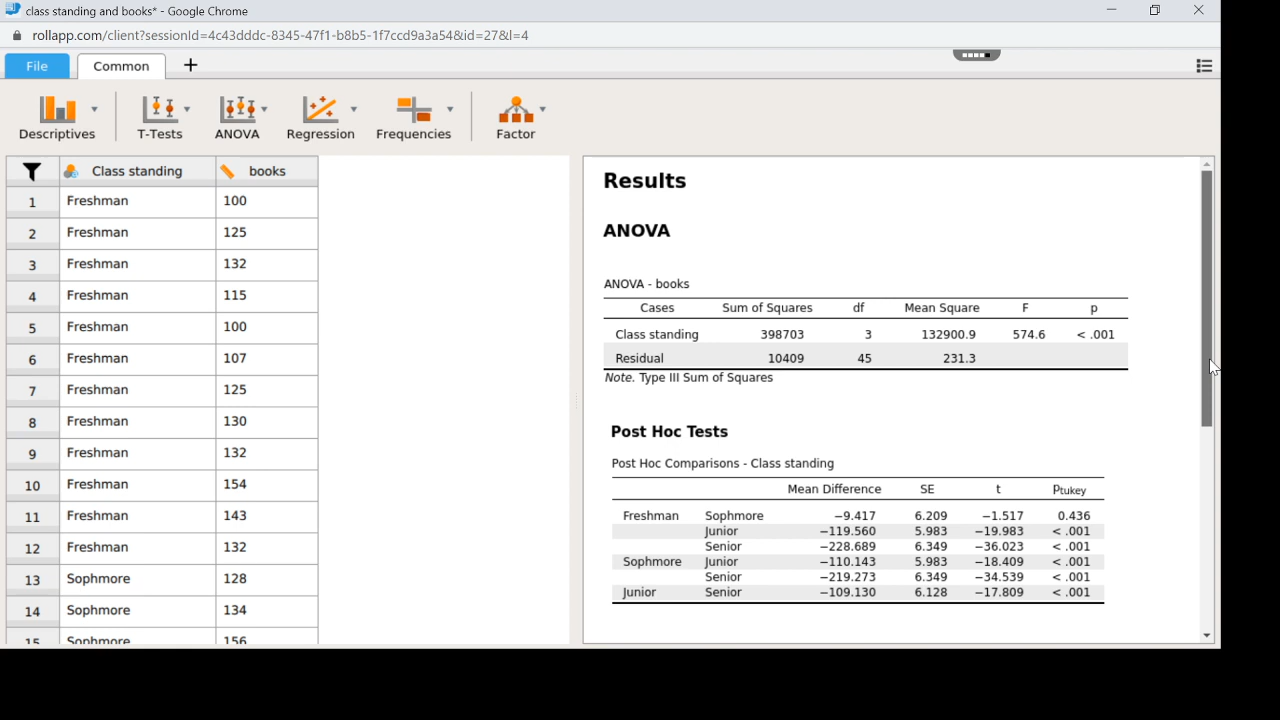 class standing and books* - Google Chrome
rollapp.com/client?sessionId=4c43dddc-8345-47f1-b8b5-1f7ccd9a3a54&id=27&l=4
File Common +
Descriptives T-Tests ANOVA Regression Frequencies Factor
Class standing books
1 Freshman 100
2 Freshman 125
3 Freshman 132
4 Freshman 115
5 Freshman 100
6 Freshman 107
7 Freshman 125
8 Freshman 130
9 Freshman 132
10 Freshman 154
11 Freshman 143
12 Freshman 132
13 Sophmore 128
14 Sophmore 134
15 Sophmore 156
Results
ANOVA
ANOVA - books
Cases Sum of Squares df Mean Square F p
Class standing 398703 3 132900.9 574.6 < .001
Residual 10409 45 231.3
Note. Type III Sum of Squares
Post Hoc Tests
Post Hoc Comparisons - Class standing
Mean Difference SE t ptukey
Freshman Sophmore −9.417 6.209 −1.517 0.436
Junior −119.560 5.983 −19.983 < .001
Senior −228.689 6.349 −36.023 < .001
Sophmore Junior −110.143 5.983 −18.409 < .001
Senior −219.273 6.349 −34.539 < .001
Junior Senior −109.130 6.128 −17.809 < .001